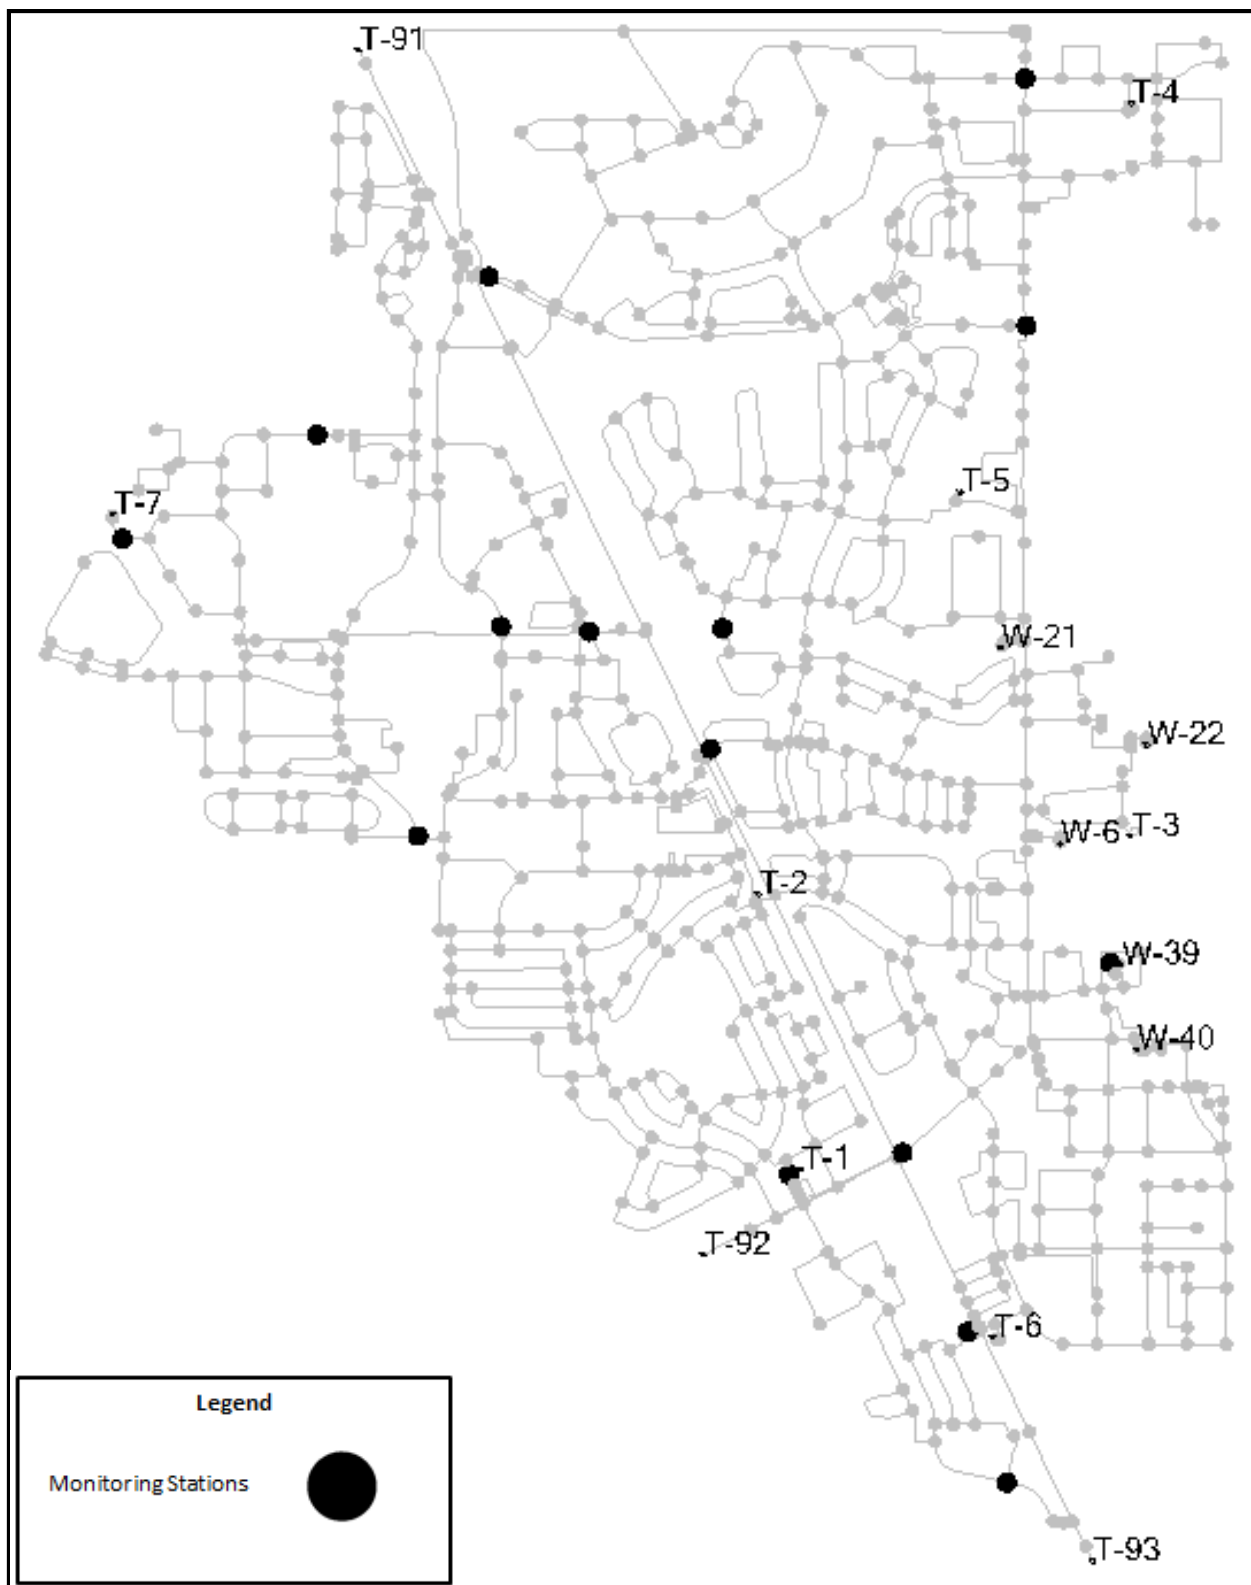 T-91
T-4
T-5
T-7
W-21
W-22
W-6
T-3
T-2
W-39
W-40
T-1
T-92
T-6
T-93
Legend
Monitoring Stations